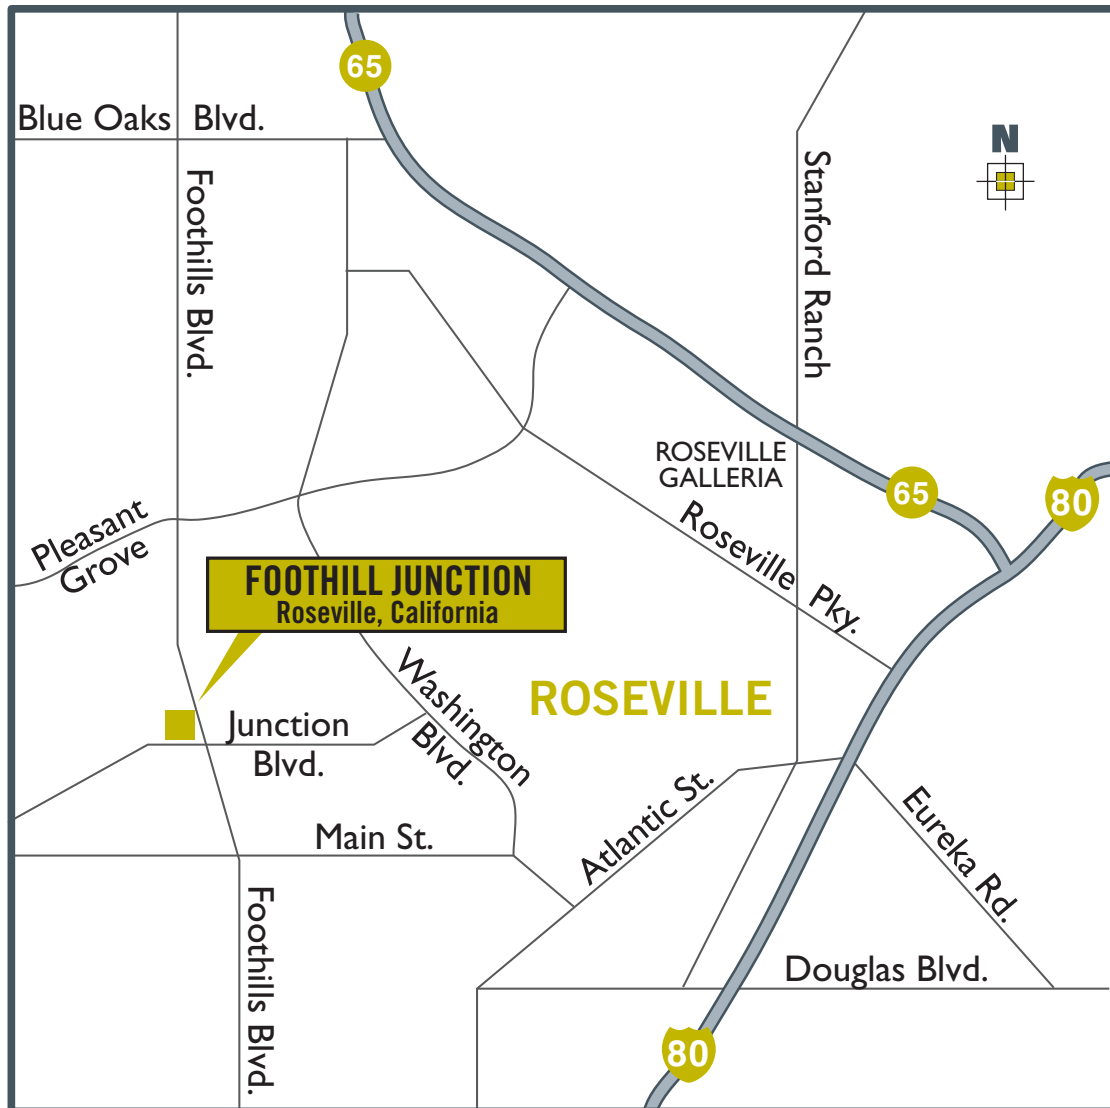 65
Blue Oaks Blvd.
N
Stanford Ranch
Foothills Blvd.
ROSEVILLE
GALLERIA
65
80
Roseville Pky.
Pleasant
Grove
FOOTHILL JUNCTION
Roseville, California
Washington
Blvd.
ROSEVILLE
Junction
Blvd.
Atlantic St.
Eureka Rd.
Main St.
Foothills Blvd.
Douglas Blvd.
80